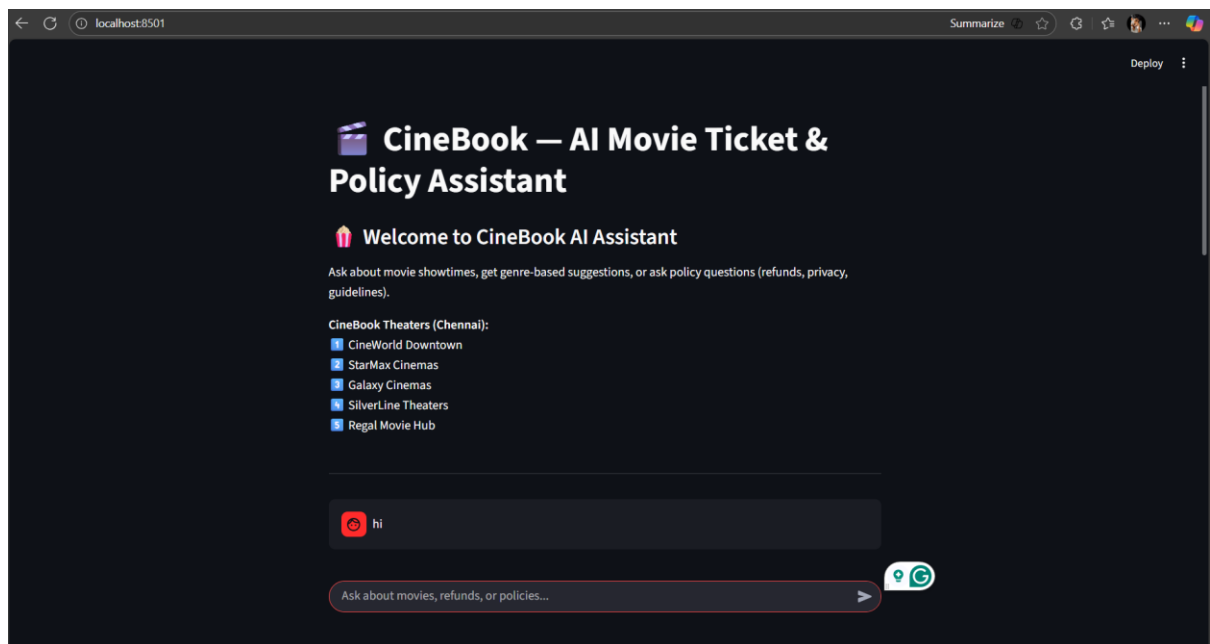 localhost:8501
Summarize
Deploy
🎬 CineBook — AI Movie Ticket &
Policy Assistant
🍿 Welcome to CineBook AI Assistant
Ask about movie showtimes, get genre-based suggestions, or ask policy questions (refunds, privacy,
guidelines).
CineBook Theaters (Chennai):
1️⃣ CineWorld Downtown
2️⃣ StarMax Cinemas
3️⃣ Galaxy Cinemas
4️⃣ SilverLine Theaters
5️⃣ Regal Movie Hub
hi
Ask about movies, refunds, or policies...